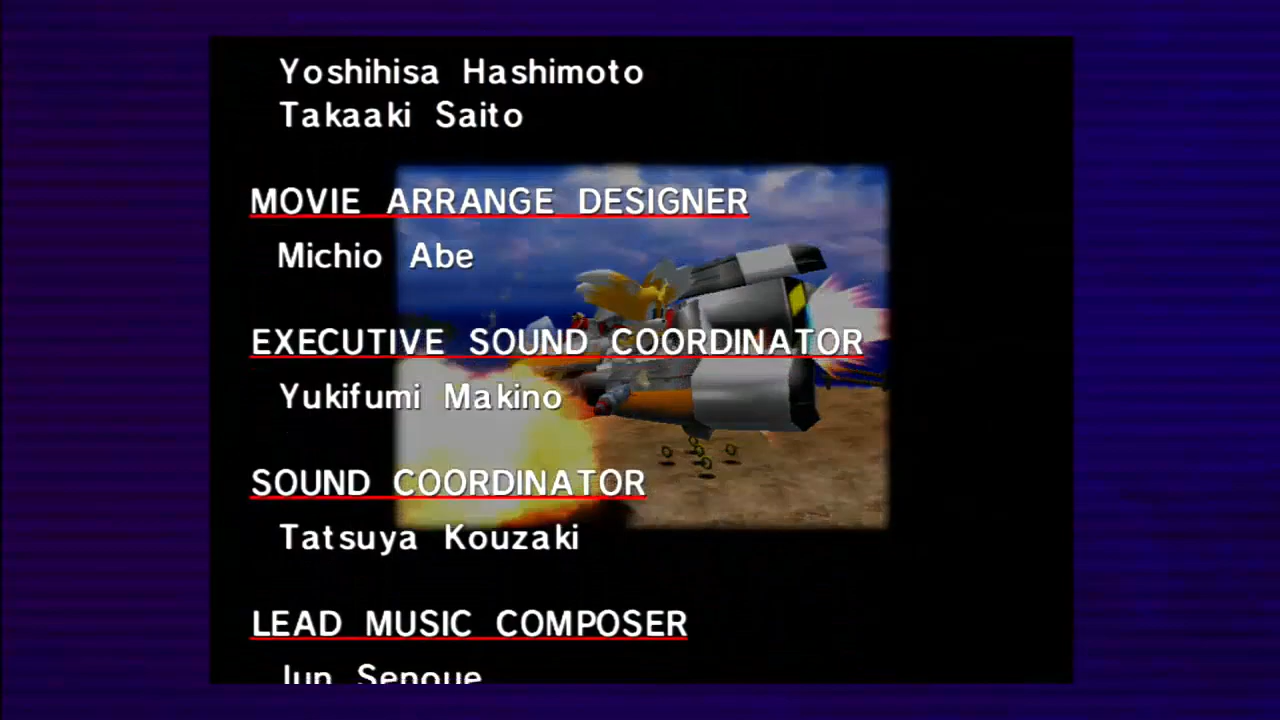 Yoshihisa Hashimoto
Takaaki Saito
MOVIE ARRANGE DESIGNER
Michio Abe
EXECUTIVE SOUND COORDINATOR
Yukifumi Makino
SOUND COORDINATOR
Tatsuya Kouzaki
LEAD MUSIC COMPOSER
Jun Senoue